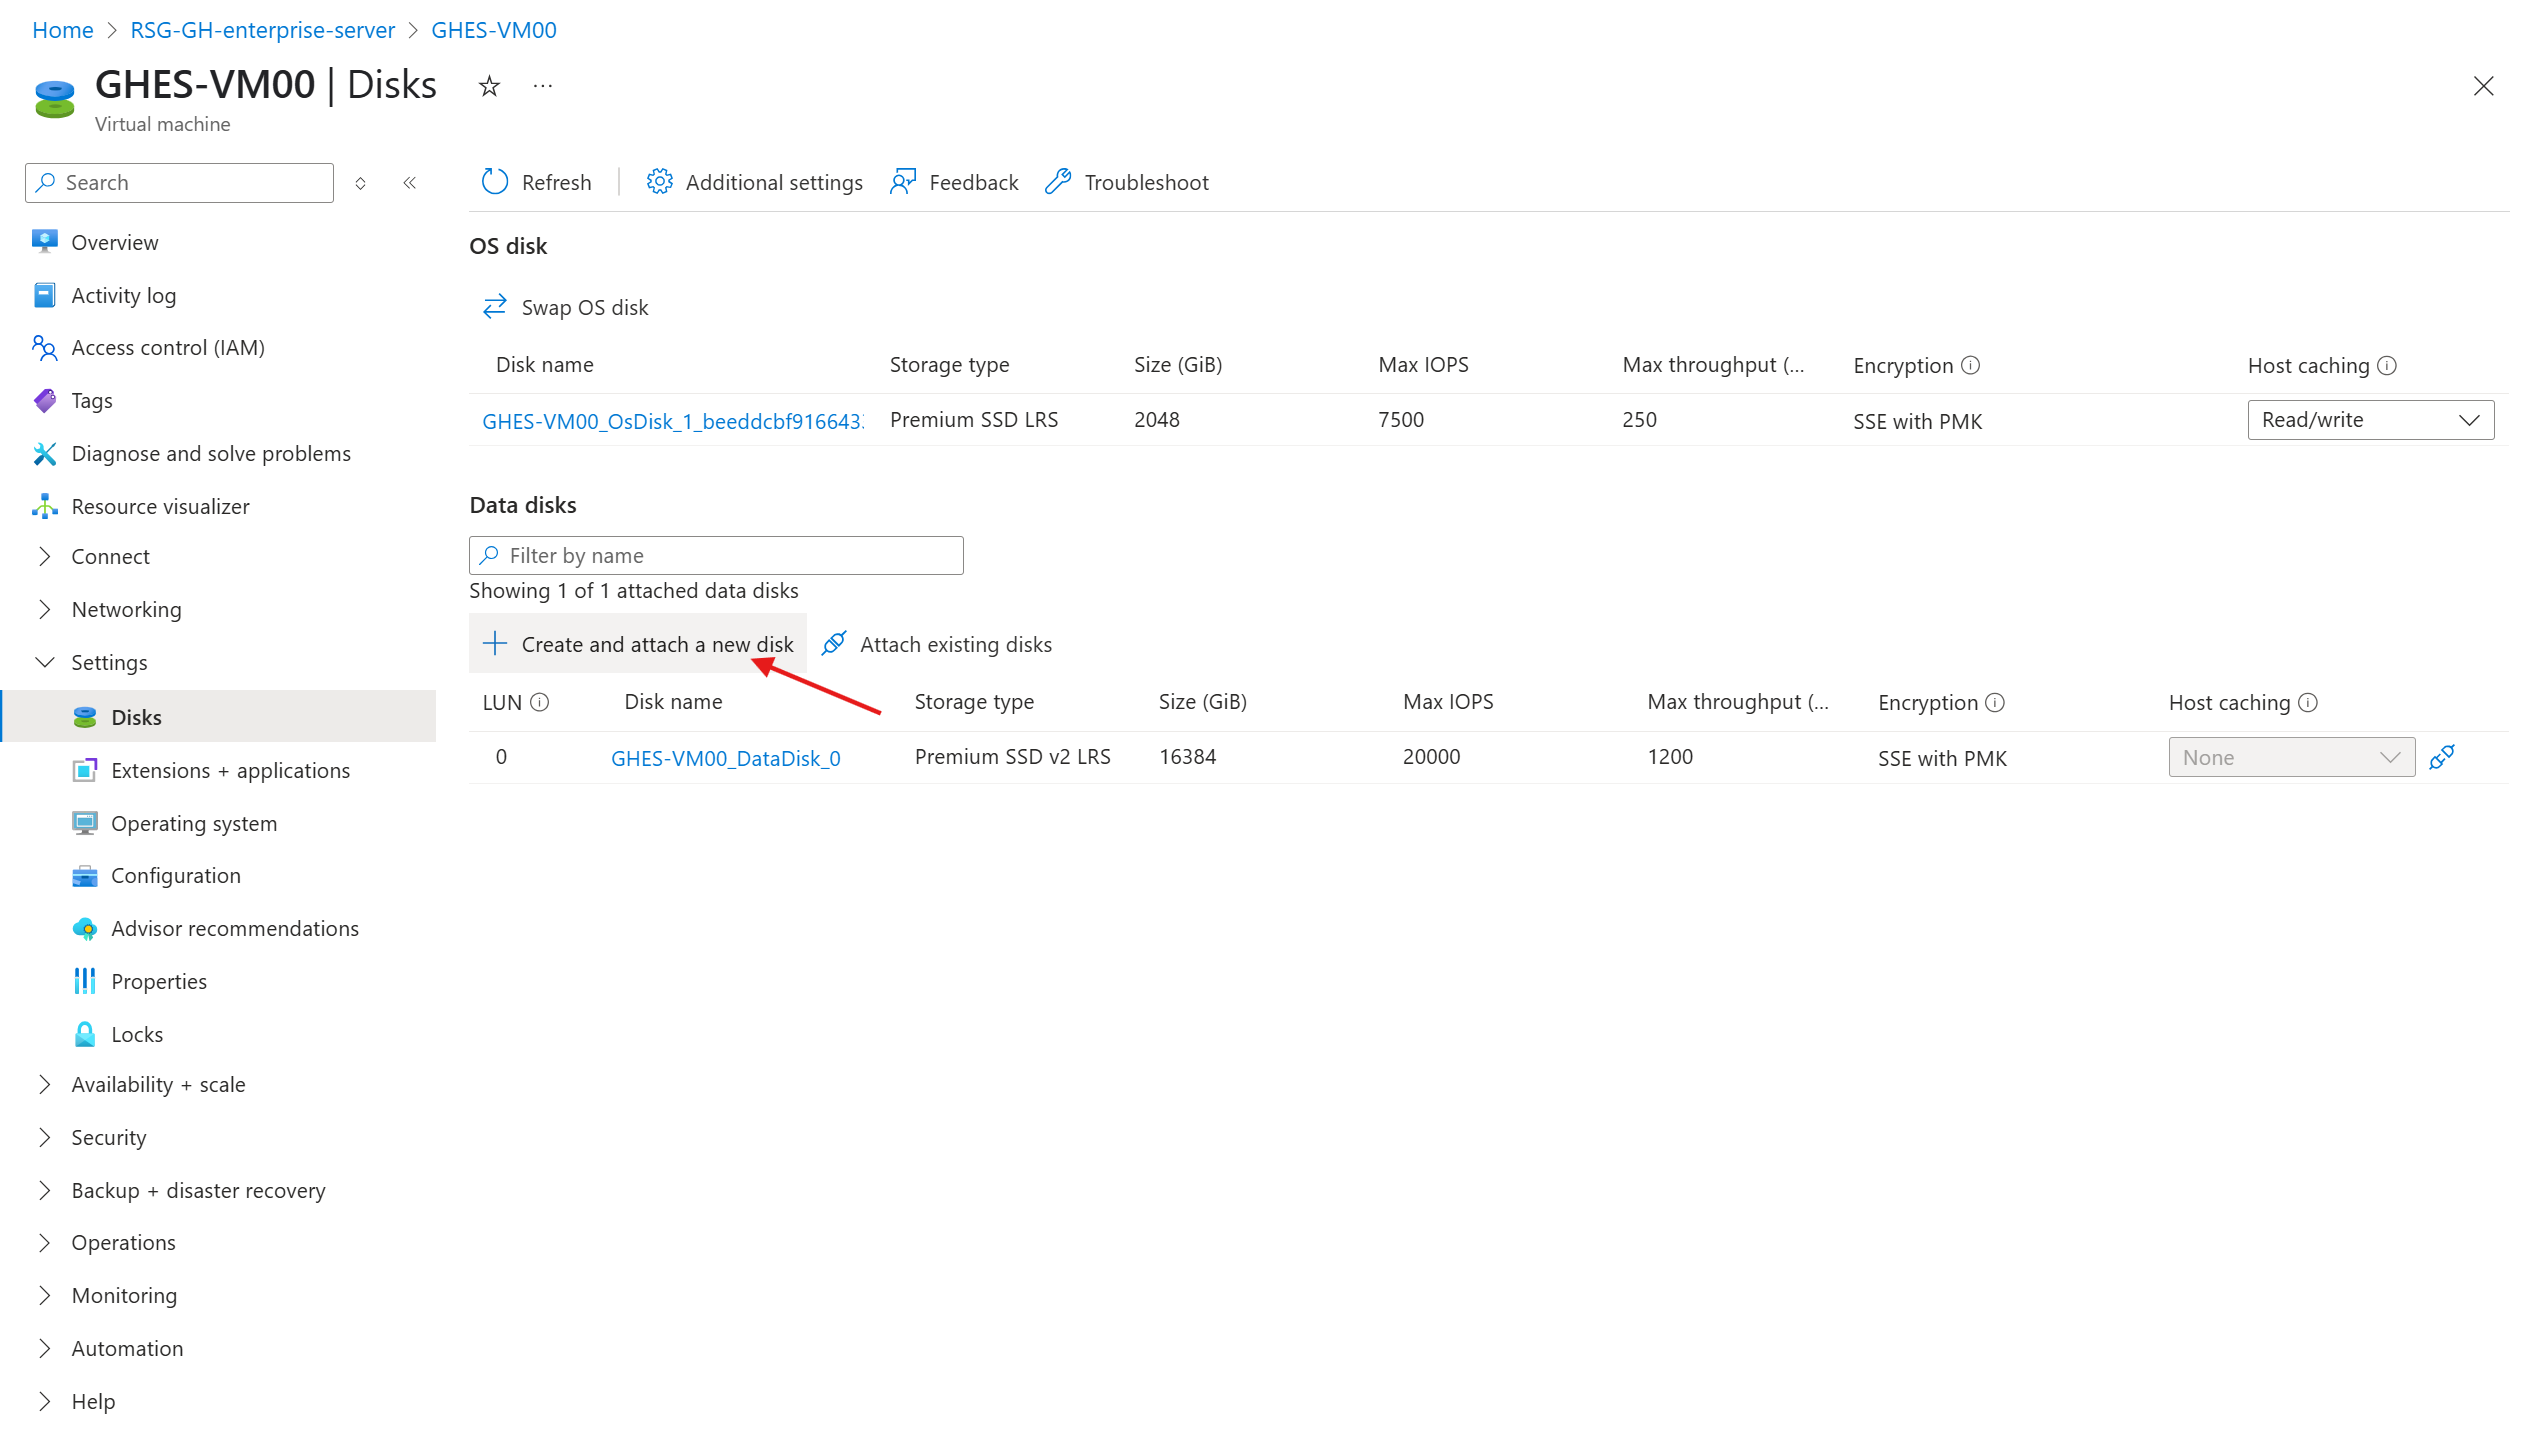 Home > RSG-GH-enterprise-server > GHES-VM00
GHES-VM00 | Disks
Virtual machine
Search
Overview
Activity log
Access control (IAM)
Tags
Diagnose and solve problems
Resource visualizer
Connect
Networking
Settings
Disks
Extensions + applications
Operating system
Configuration
Advisor recommendations
Properties
Locks
Availability + scale
Security
Backup + disaster recovery
Operations
Monitoring
Automation
Help
Refresh Additional settings Feedback Troubleshoot
OS disk
Swap OS disk
Disk name Storage type Size (GiB) Max IOPS Max throughput (... Encryption Host caching
GHES-VM00_OsDisk_1_beeddcbf916643 Premium SSD LRS 2048 7500 250 SSE with PMK Read/write
Data disks
Filter by name
Showing 1 of 1 attached data disks
Create and attach a new disk Attach existing disks
LUN Disk name Storage type Size (GiB) Max IOPS Max throughput (... Encryption Host caching
0 GHES-VM00_DataDisk_0 Premium SSD v2 LRS 16384 20000 1200 SSE with PMK None